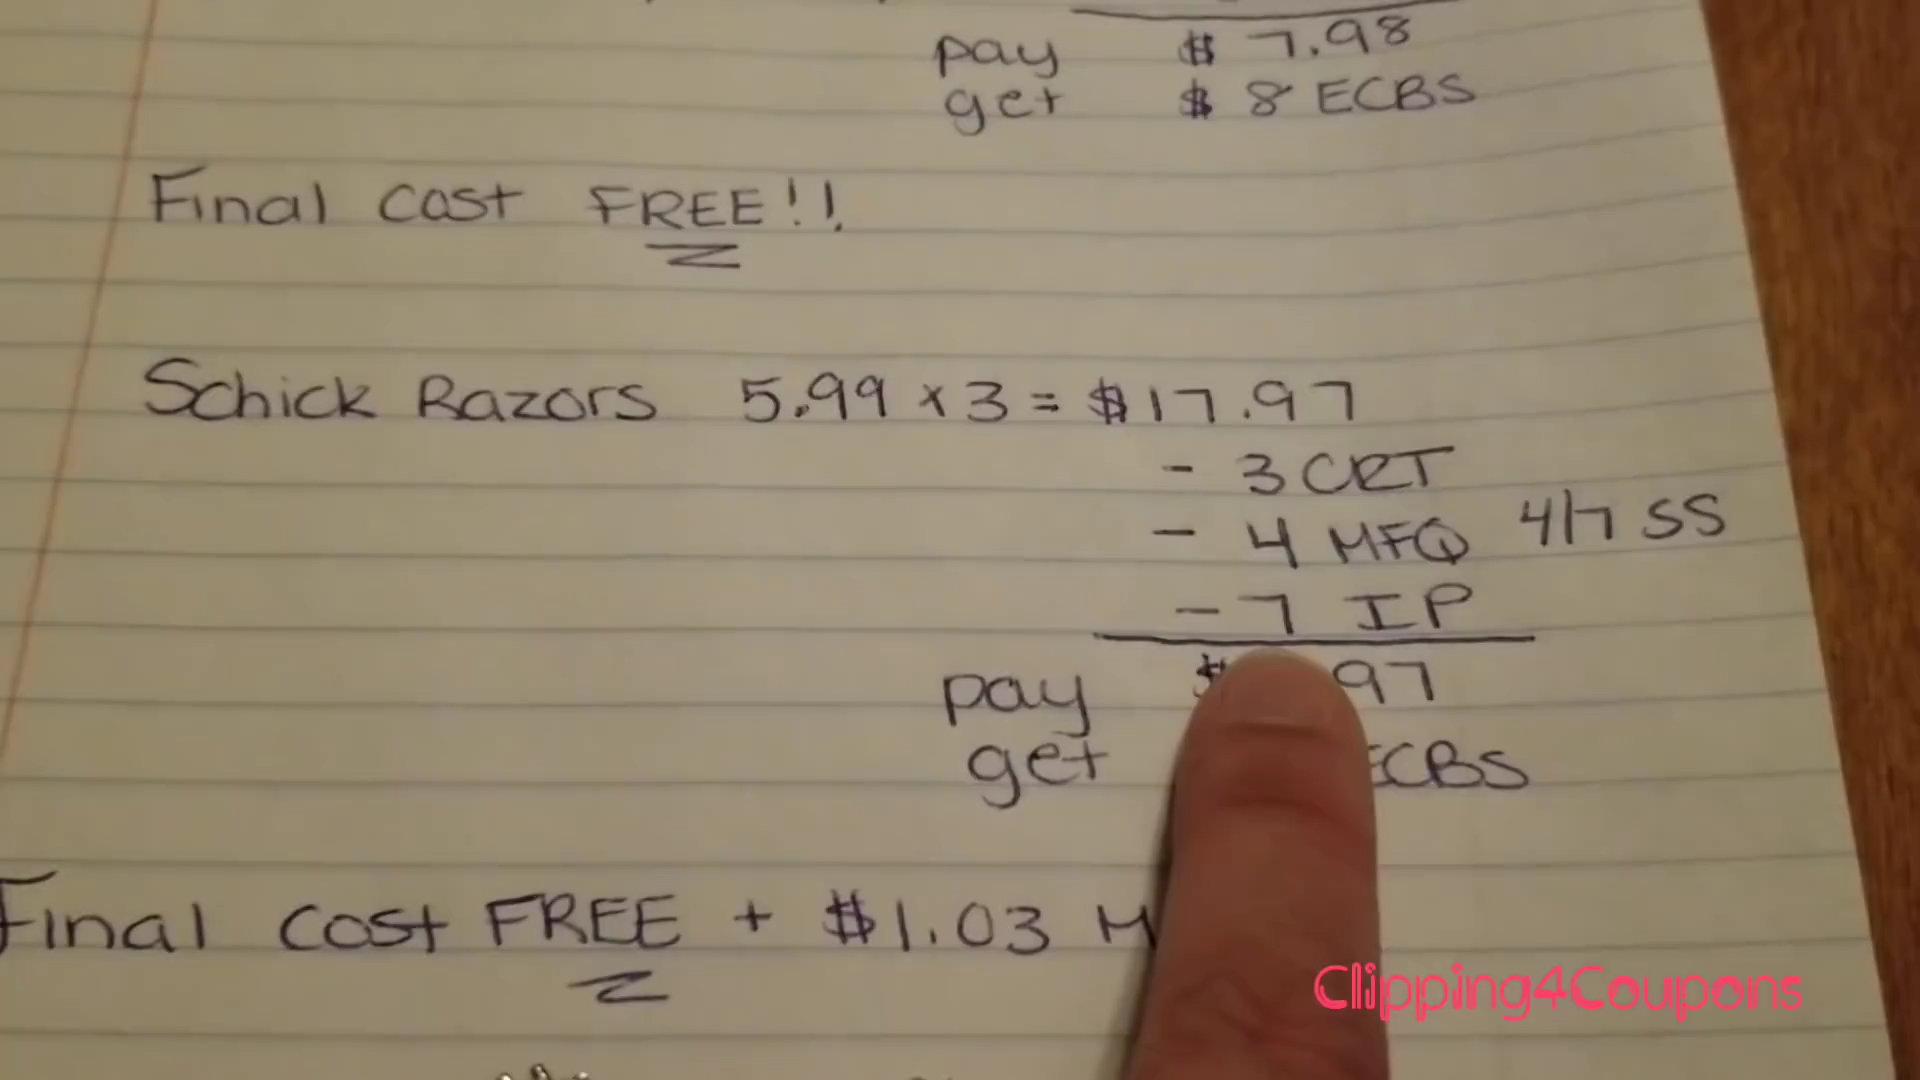 pay $ 7.98
get $ 8 ECBS
Final cost FREE!!
Schick Razors 5.99 x 3 = $17.97
- 3 CRT
- 4 MFQ 4/7 SS
- 7 IP
pay $ 97
get ECBS
Final cost FREE + $1.03
Clipping4Coupons